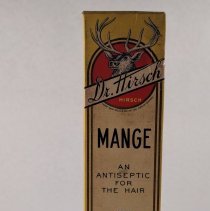 Dr. Hirsch
HIRSCH
MANGE
AN
ANTISEPTIC
FOR
THE HAIR